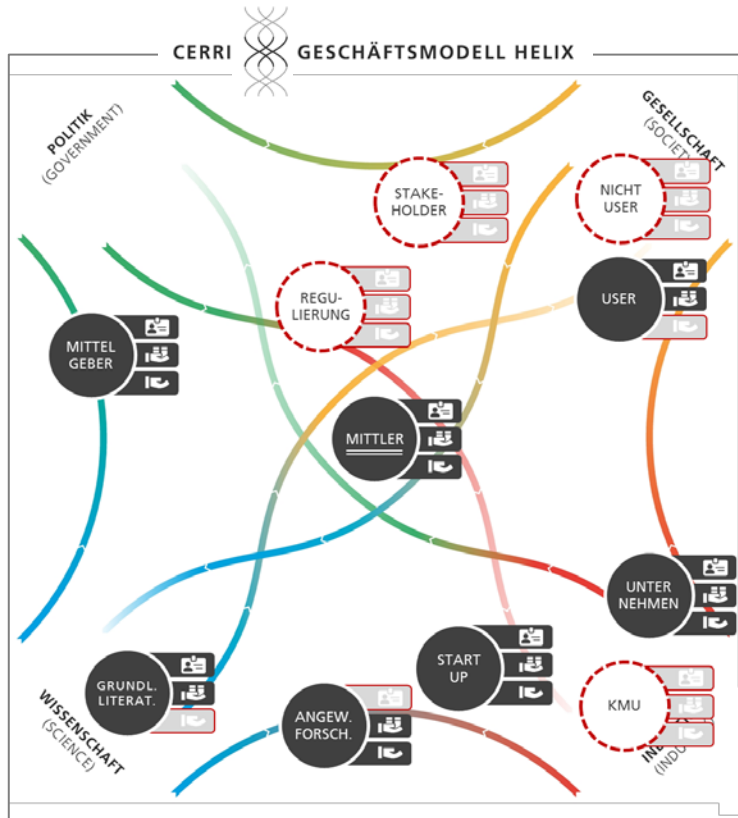 CERRI GESCHÄFTSMODELL HELIX
POLITIK
(GOVERNMENT)
GESELLSCHAFT
STAKE-
HOLDER
NICHT
USER
REGU-
LIERUNG
USER
MITTEL
GEBER
MITTLER
UNTER
NEHMEN
START
UP
GRUNDL.
LITERAT.
ANGEW.
FORSCH.
KMU
WISSENSCHAFT
(SCIENCE)